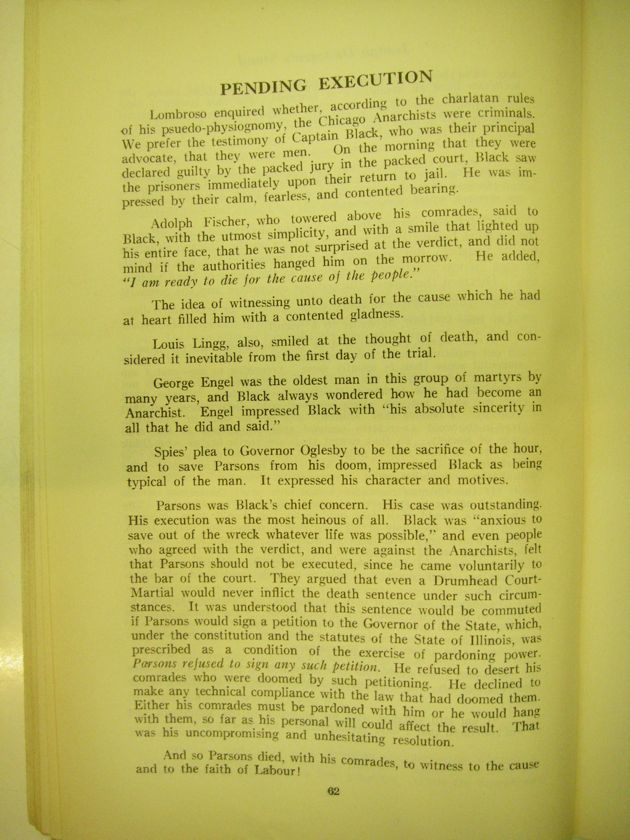 PENDING EXECUTION
Lombroso enquired whether, according to the charlatan rules
of his psuedo-physiognomy, the Chicago Anarchists were criminals.
We prefer the testimony of Captain Black, who was their principal
advocate, that they were men. On the morning that they were
declared guilty by the packed jury in the packed court, Black saw
the prisoners immediately upon their return to jail. He was im-
pressed by their calm, fearless, and contented bearing.
Adolph Fischer, who towered above his comrades, said to
Black, with the utmost simplicity, and with a smile that lighted up
his entire face, that he was not surprised at the verdict, and did not
mind if the authorities hanged him on the morrow. He added,
"I am ready to die for the cause of the people."
The idea of witnessing unto death for the cause which he had
at heart filled him with a contented gladness.
Louis Lingg, also, smiled at the thought of death, and con-
sidered it inevitable from the first day of the trial.
George Engel was the oldest man in this group of martyrs by
many years, and Black always wondered how he had become an
Anarchist. Engel impressed Black with "his absolute sincerity in
all that he did and said."
Spies' plea to Governor Oglesby to be the sacrifice of the hour,
and to save Parsons from his doom, impressed Black as being
typical of the man. It expressed his character and motives.
Parsons was Black's chief concern. His case was outstanding.
His execution was the most heinous of all. Black was "anxious to
save out of the wreck whatever life was possible," and even people
who agreed with the verdict, and were against the Anarchists, felt
that Parsons should not be executed, since he came voluntarily to
the bar of the court. They argued that even a Drumhead Court-
Martial would never inflict the death sentence under such circum-
stances. It was understood that this sentence would be commuted
if Parsons would sign a petition to the Governor of the State, which,
under the constitution and the statutes of the State of Illinois, was
prescribed as a condition of the exercise of pardoning power.
Parsons refused to sign any such petition. He refused to desert his
comrades who were doomed by such petitioning. He declined to
make any technical compliance with the law that had doomed them.
Either his comrades must be pardoned with him or he would hang
with them, so far as his personal will could affect the result. That
was his uncompromising and unhesitating resolution.
And so Parsons died, with his comrades, to witness to the cause
and to the faith of Labour!
62